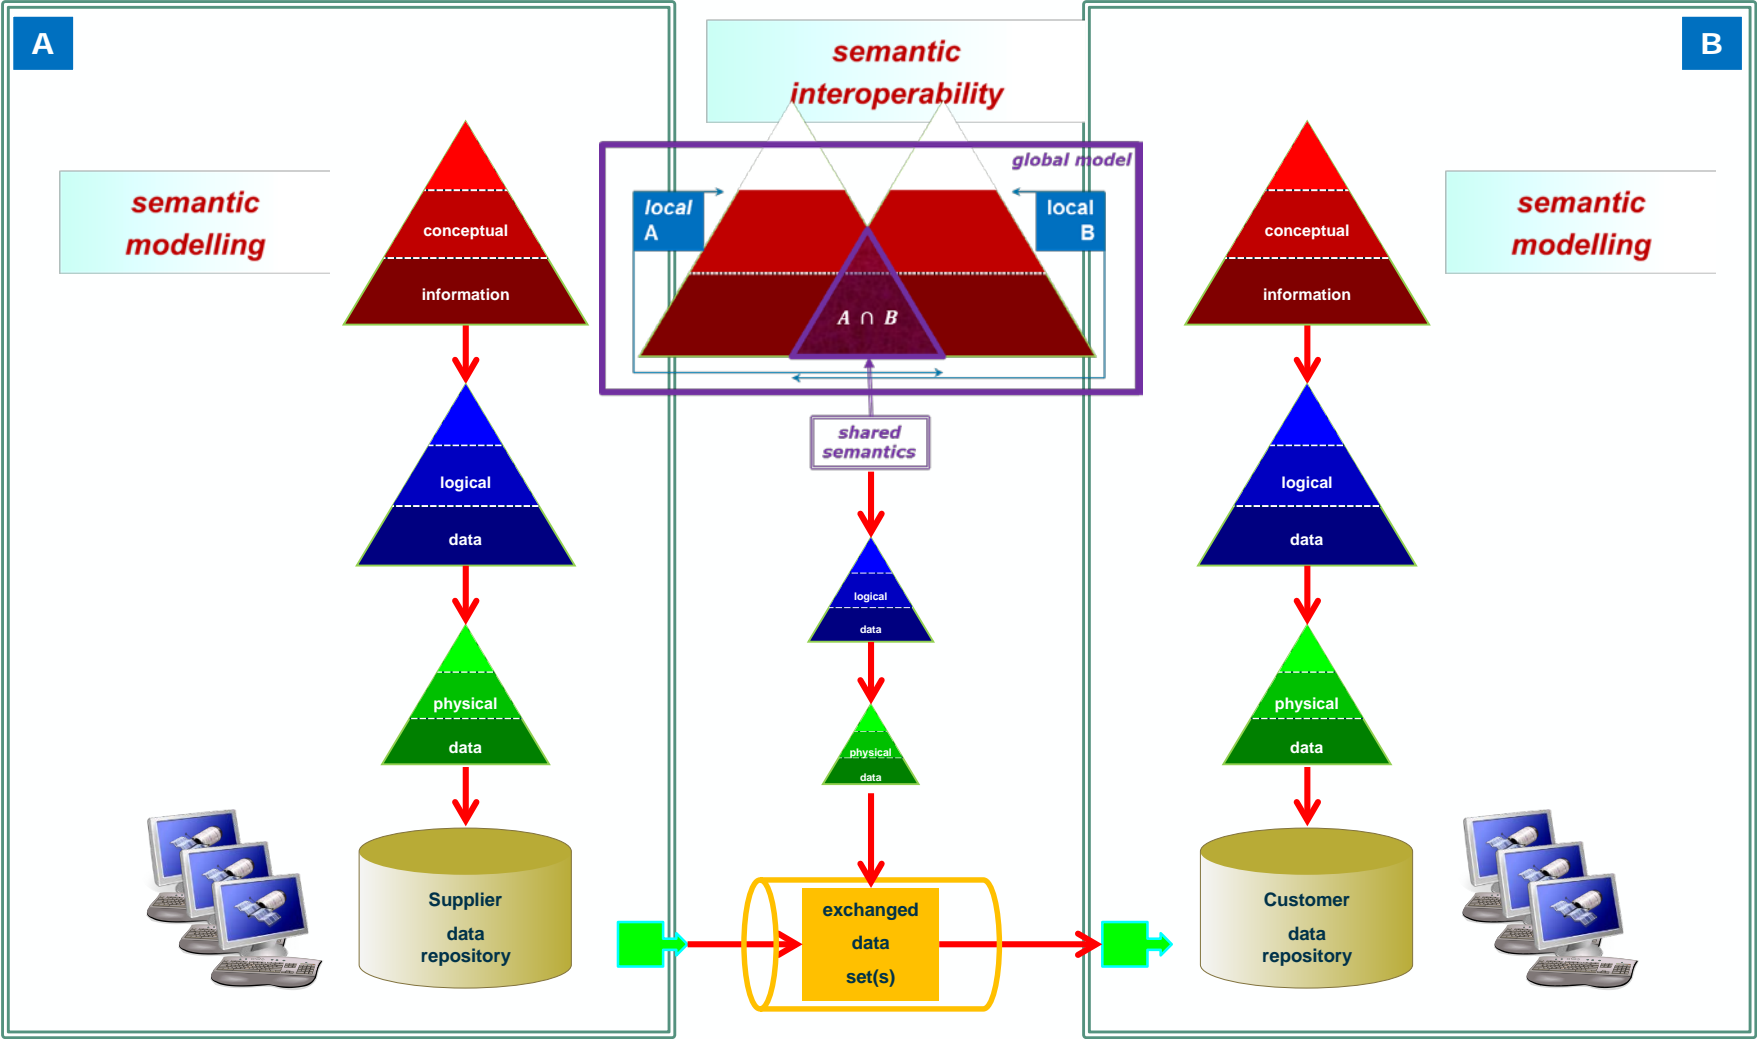 A
semantic
modelling
conceptual
information
logical
data
physical
data
Supplier
data
repository
semantic
interoperability
global model
local
A
local
B
A ∩ B
shared
semantics
logical
data
physical
data
exchanged
data
set(s)
B
semantic
modelling
conceptual
information
logical
data
physical
data
Customer
data
repository